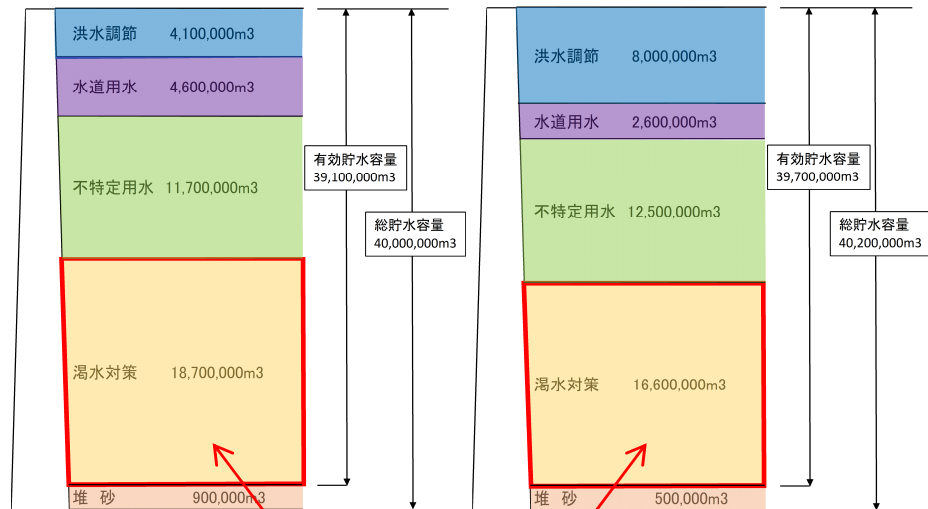 洪水調節 4,100,000m3
水道用水 4,600,000m3
不特定用水 11,700,000m3
渇水対策 18,700,000m3
堆 砂 900,000m3
有効貯水容量
39,100,000m3
総貯水容量
40,000,000m3
洪水調節 8,000,000m3
水道用水 2,600,000m3
不特定用水 12,500,000m3
渇水対策 16,600,000m3
堆 砂 500,000m3
有効貯水容量
39,700,000m3
総貯水容量
40,200,000m3